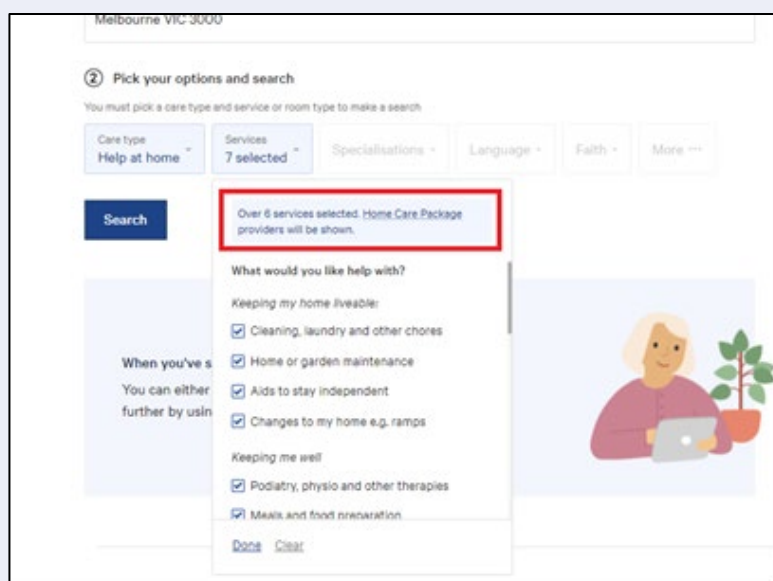 Melbourne VIC 3000
② Pick your options and search
You must pick a care type and service or room type to make a search
Care type
Help at home
Services
7 selected
Specialisations
Language
Faith
More ···
Search
Over 6 services selected. Home Care Package
providers will be shown.
What would you like help with?
Keeping my home liveable:
Cleaning, laundry and other chores
Home or garden maintenance
Aids to stay independent
Changes to my home e.g. ramps
Keeping me well
Podiatry, physio and other therapies
Meals and food preparation
Done Clear
When you've s
You can either
further by usin